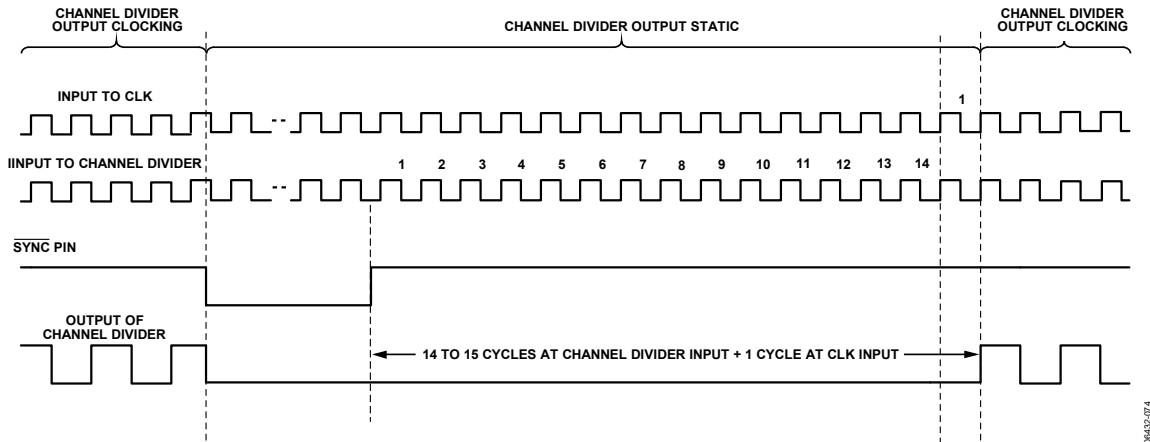 CHANNEL DIVIDER
OUTPUT CLOCKING
CHANNEL DIVIDER OUTPUT STATIC
CHANNEL DIVIDER
OUTPUT CLOCKING
INPUT TO CLK
1
IINPUT TO CHANNEL DIVIDER
1 2 3 4 5 6 7 8 9 10 11 12 13 14
SYNC PIN
OUTPUT OF
CHANNEL DIVIDER
14 TO 15 CYCLES AT CHANNEL DIVIDER INPUT + 1 CYCLE AT CLK INPUT
06432-074